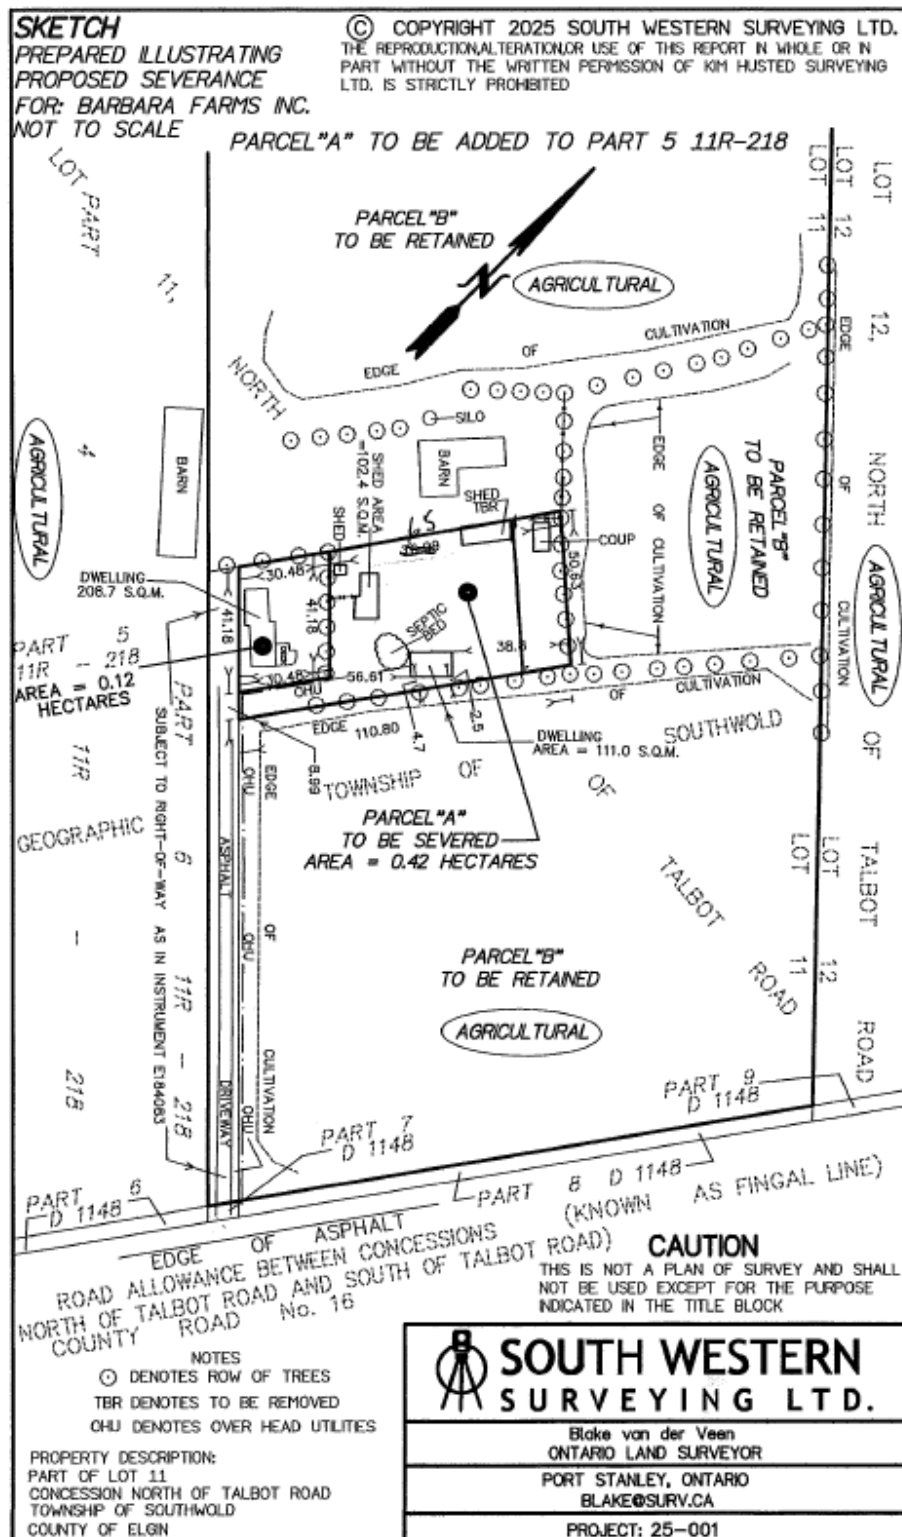 SKETCH
PREPARED ILLUSTRATING
PROPOSED SEVERANCE
FOR: BARBARA FARMS INC.
NOT TO SCALE
© COPYRIGHT 2025 SOUTH WESTERN SURVEYING LTD.
THE REPRODUCTION,ALTERATION,OR USE OF THIS REPORT IN WHOLE OR IN
PART WITHOUT THE WRITTEN PERMISSION OF KIM HUSTED SURVEYING
LTD. IS STRICTLY PROHIBITED
PARCEL"A" TO BE ADDED TO PART 5 11R-218
LOT PART
11,
NORTH
LOT 11
LOT 12
LOT 12, NORTH OF TALBOT ROAD
PARCEL"B"
TO BE RETAINED
AGRICULTURAL
EDGE OF CULTIVATION
EDGE OF CULTIVATION
AGRICULTURAL
4
BARN
SILO
BARN
SHED AREA
=102.4 S.Q.M.
SHED
SHED
TBR
65
COUP
EDGE OF CULTIVATION
PARCEL"B"
TO BE RETAINED
AGRICULTURAL
AGRICULTURAL
DWELLING
208.7 S.Q.M.
30.48
41.18
41.18
50.63
38.8
SEPTIC
BED
30.48
OHU
56.61
PART 5
11R - 218
AREA = 0.12
HECTARES
EDGE OF CULTIVATION
110.80
4.7
2.5
8.99
DWELLING
AREA = 111.0 S.Q.M.
TOWNSHIP OF SOUTHWOLD
OF
TALBOT
ROAD
PARCEL"A"
TO BE SEVERED
AREA = 0.42 HECTARES
11R
-
218
GEOGRAPHIC
PART 6 11R - 218
SUBJECT TO RIGHT-OF-WAY AS IN INSTRUMENT E184063
ASPHALT DRIVEWAY
OHU
OHU
OHU
EDGE OF CULTIVATION
LOT 11
LOT 12
PARCEL"B"
TO BE RETAINED
AGRICULTURAL
PART 9
D 1148
PART 7
D 1148
PART 8 D 1148
PART 6
D 1148
(KNOWN AS FINGAL LINE)
EDGE OF ASPHALT
ROAD ALLOWANCE BETWEEN CONCESSIONS
NORTH OF TALBOT ROAD AND SOUTH OF TALBOT ROAD)
COUNTY ROAD No. 16
CAUTION
THIS IS NOT A PLAN OF SURVEY AND SHALL
NOT BE USED EXCEPT FOR THE PURPOSE
INDICATED IN THE TITLE BLOCK
NOTES
DENOTES ROW OF TREES
TBR DENOTES TO BE REMOVED
OHU DENOTES OVER HEAD UTILITIES
PROPERTY DESCRIPTION:
PART OF LOT 11
CONCESSION NORTH OF TALBOT ROAD
TOWNSHIP OF SOUTHWOLD
COUNTY OF ELGIN
SOUTH WESTERN
SURVEYING LTD.
Blake van der Veen
ONTARIO LAND SURVEYOR
PORT STANLEY, ONTARIO
BLAKE@SURV.CA
PROJECT: 25-001